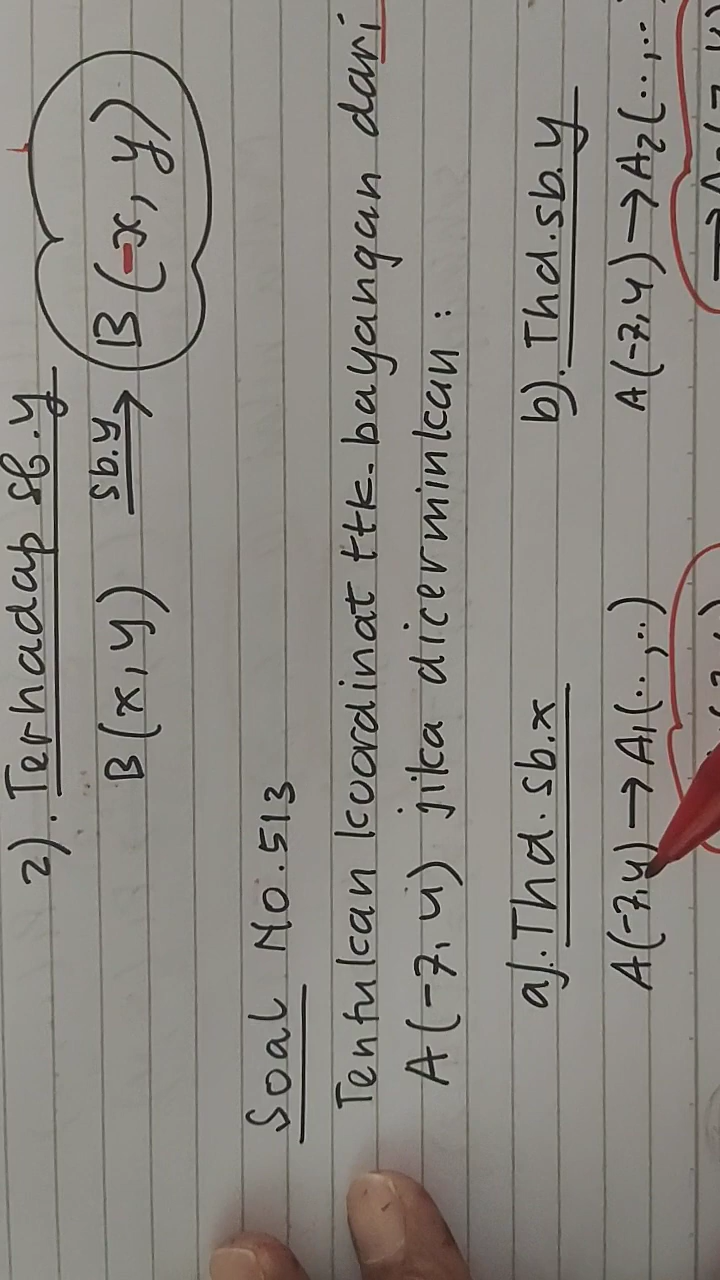 2). Terhadap sb.y
B(x,y) sb.y→ B(-x,y)
Soal No.513
Tentukan koordinat ttk.bayangan dari
A(-7,4) jika dicerminkan:
a). Thd.sb.x b). Thd.sb.y
A(-7,4)→A1(..,..) A(-7,4)→A2(..,..